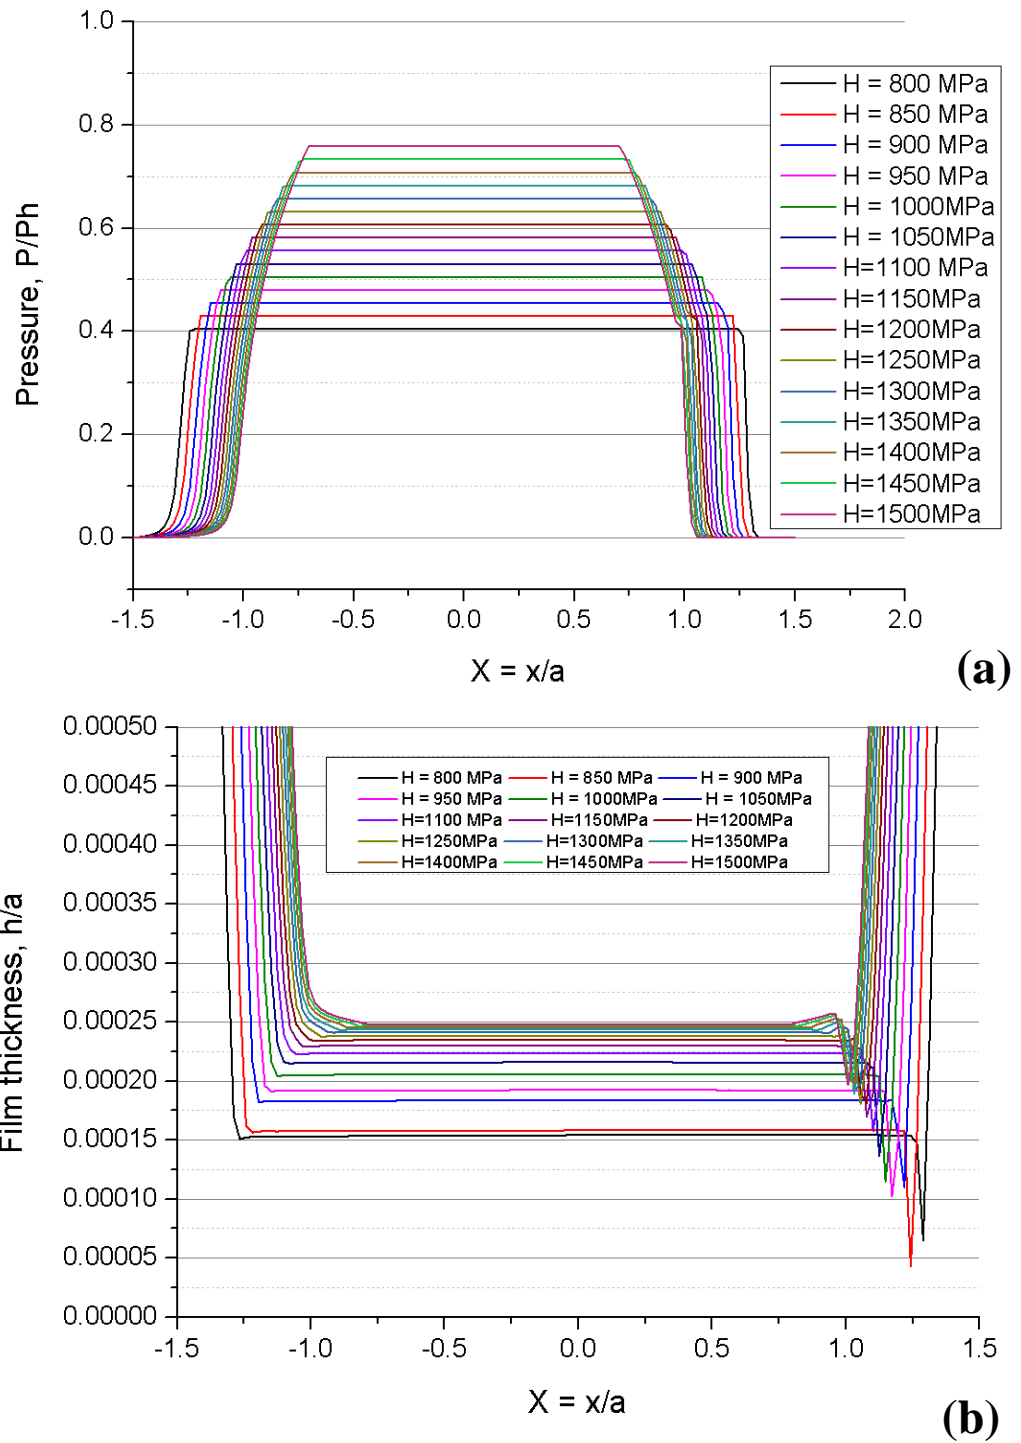 1.0
0.8
0.6
0.4
0.2
0.0
Pressure, P/Ph
-1.5 -1.0 -0.5 0.0 0.5 1.0 1.5 2.0
X = x/a
H = 800 MPa
H = 850 MPa
H = 900 MPa
H = 950 MPa
H = 1000MPa
H = 1050MPa
H=1100 MPa
H=1150MPa
H=1200MPa
H=1250MPa
H=1300MPa
H=1350MPa
H=1400MPa
H=1450MPa
H=1500MPa
(a)
0.00050
0.00045
0.00040
0.00035
0.00030
0.00025
0.00020
0.00015
0.00010
0.00005
0.00000
Film thickness, h/a
H = 800 MPa H = 850 MPa H = 900 MPa
H = 950 MPa H = 1000MPa H = 1050MPa
H=1100 MPa H=1150MPa H=1200MPa
H=1250MPa H=1300MPa H=1350MPa
H=1400MPa H=1450MPa H=1500MPa
-1.5 -1.0 -0.5 0.0 0.5 1.0 1.5
X = x/a
(b)